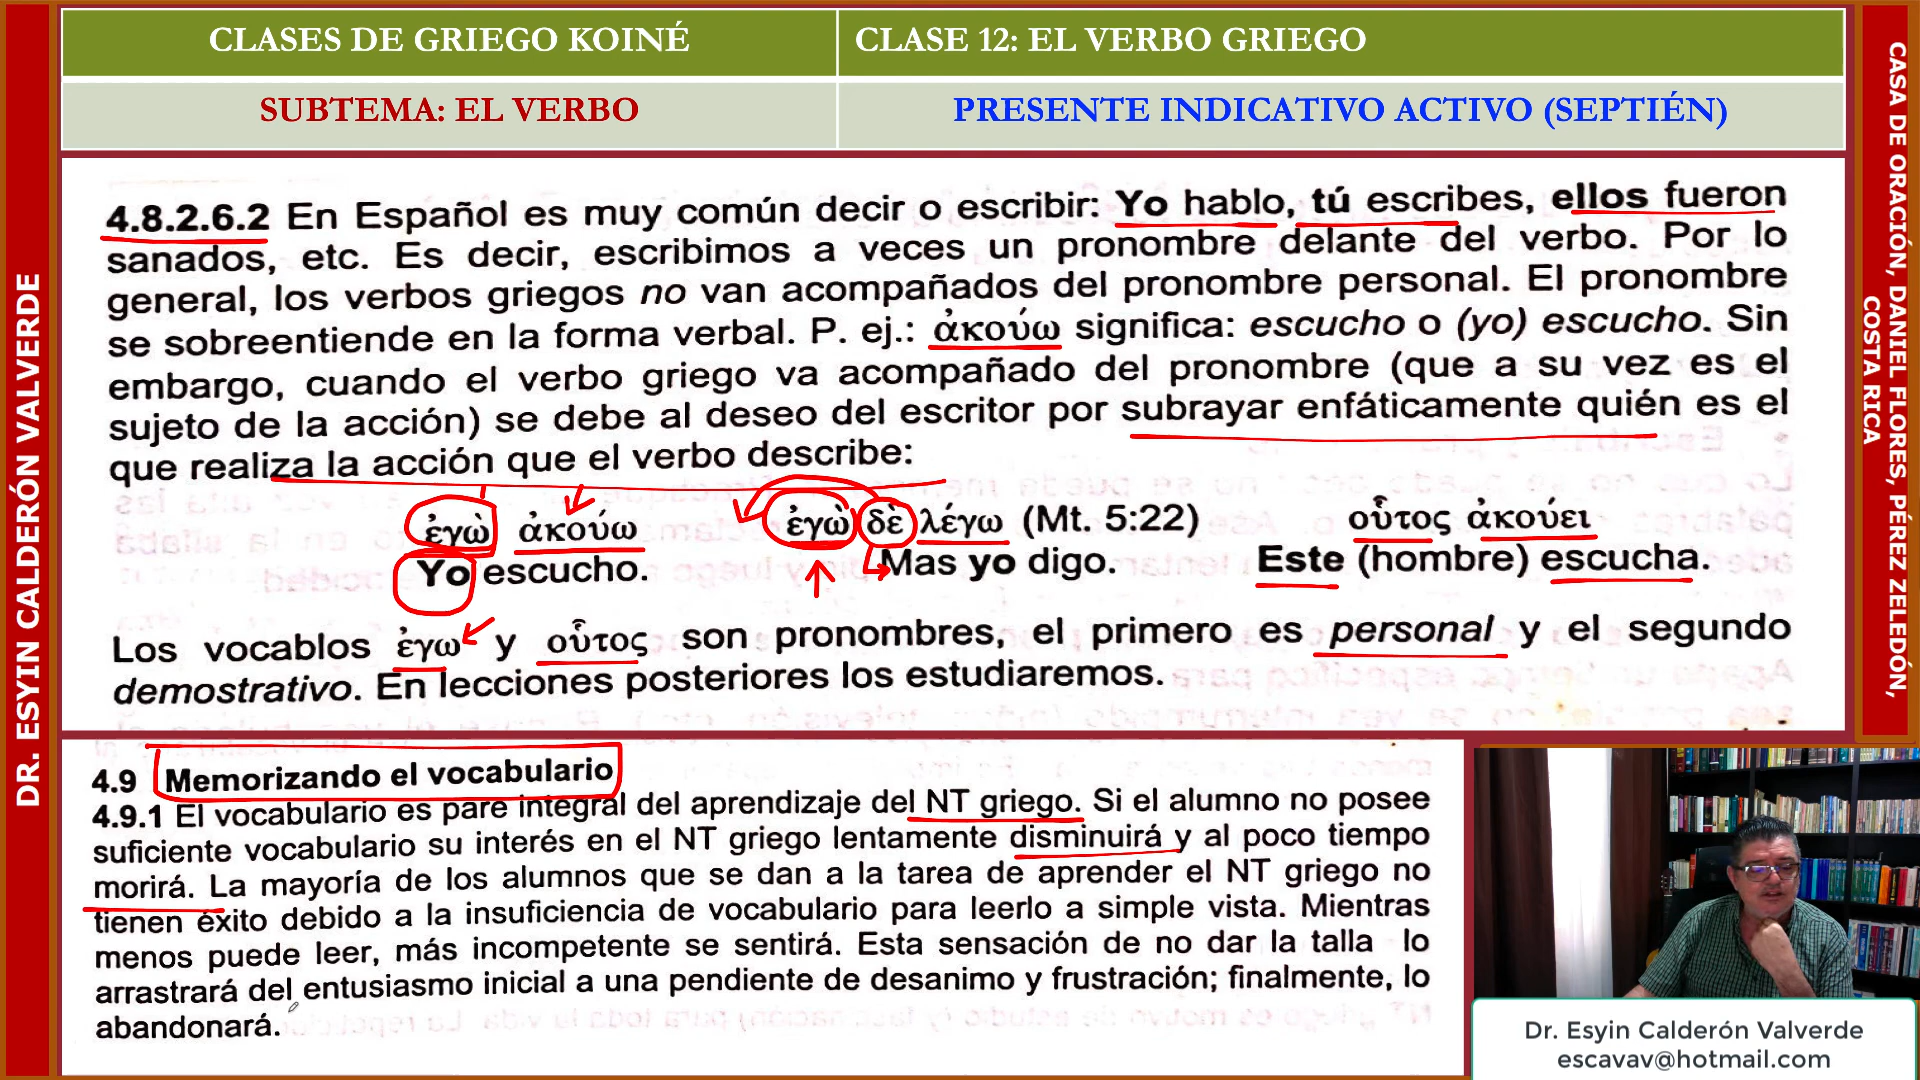 CLASES DE GRIEGO KOINÉ
CLASE 12: EL VERBO GRIEGO
SUBTEMA: EL VERBO
PRESENTE INDICATIVO ACTIVO (SEPTIÉN)
DR. ESYIN CALDERÓN VALVERDE
4.8.2.6.2 En Español es muy común decir o escribir: Yo hablo, tú escribes, ellos fueron
sanados, etc. Es decir, escribimos a veces un pronombre delante del verbo. Por lo
general, los verbos griegos no van acompañados del pronombre personal. El pronombre
se sobreentiende en la forma verbal. P. ej.: ἀκούω significa: escucho o (yo) escucho. Sin
embargo, cuando el verbo griego va acompañado del pronombre (que a su vez es el
sujeto de la acción) se debe al deseo del escritor por subrayar enfáticamente quién es el
que realiza la acción que el verbo describe:
ἐγὼ ἀκούω ἐγὼ δὲ λέγω (Mt. 5:22) οὗτος ἀκούει
Yo escucho. Mas yo digo. Este (hombre) escucha.
Los vocablos ἐγω y οὗτος son pronombres, el primero es personal y el segundo
demostrativo. En lecciones posteriores los estudiaremos.
4.9 Memorizando el vocabulario
4.9.1 El vocabulario es pare integral del aprendizaje del NT griego. Si el alumno no posee
suficiente vocabulario su interés en el NT griego lentamente disminuirá y al poco tiempo
morirá. La mayoría de los alumnos que se dan a la tarea de aprender el NT griego no
tienen éxito debido a la insuficiencia de vocabulario para leerlo a simple vista. Mientras
menos puede leer, más incompetente se sentirá. Esta sensación de no dar la talla lo
arrastrará del entusiasmo inicial a una pendiente de desanimo y frustración; finalmente, lo
abandonará.
CASA DE ORACIÓN, DANIEL FLORES, PÉREZ ZELEDÓN,
COSTA RICA
Dr. Esyin Calderón Valverde
escavav@hotmail.com